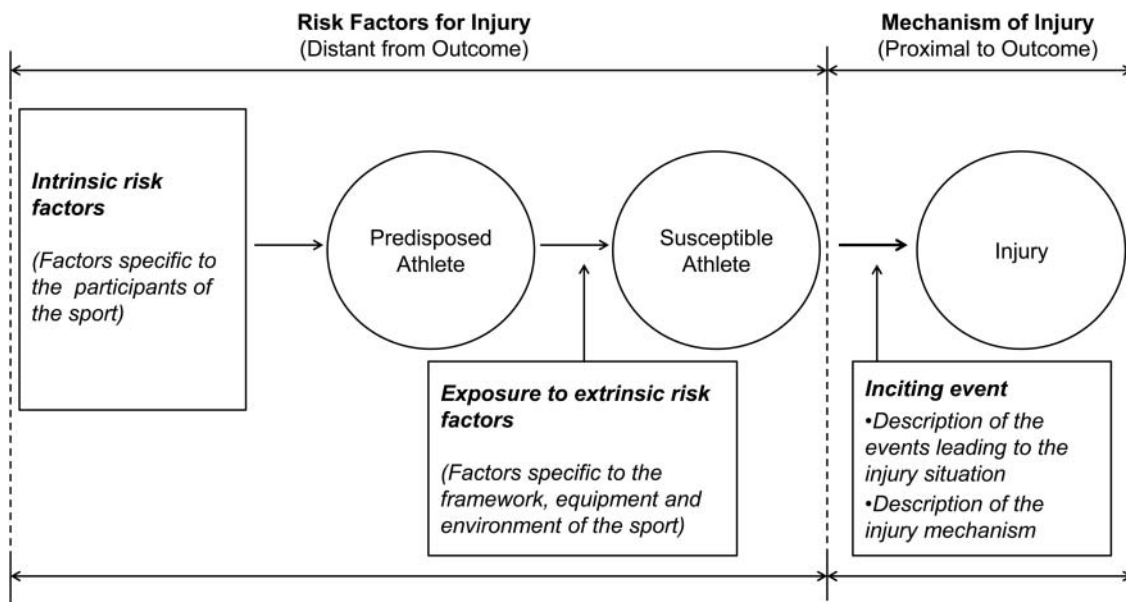 Risk Factors for Injury
(Distant from Outcome)
Mechanism of Injury
(Proximal to Outcome)
Intrinsic risk
factors
(Factors specific to
the participants of
the sport)
Predisposed
Athlete
Susceptible
Athlete
Injury
Exposure to extrinsic risk
factors
(Factors specific to the
framework, equipment and
environment of the sport)
Inciting event
•Description of the
events leading to the
injury situation
•Description of the
injury mechanism